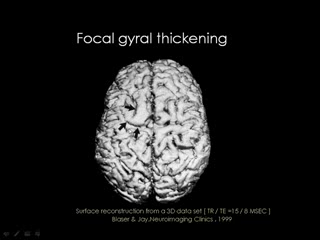 Focal gyral thickening
Surface reconstruction from a 3D data set [ TR / TE =15 / 8 MSEC ]
Blaser & Jay,Neuroimaging Clinics , 1999